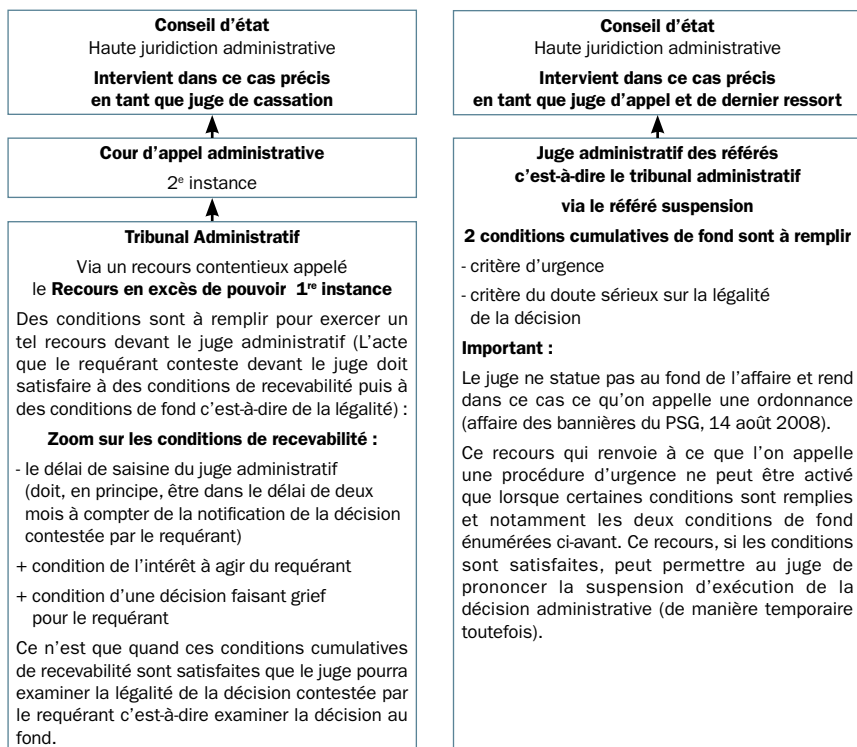 Conseil d'état
Haute juridiction administrative
Intervient dans ce cas précis
en tant que juge de cassation
Cour d'appel administrative
2e instance
Tribunal Administratif
Via un recours contentieux appelé
le Recours en excès de pouvoir 1re instance
Des conditions sont à remplir pour exercer un
tel recours devant le juge administratif (L'acte
que le requérant conteste devant le juge doit
satisfaire à des conditions de recevabilité puis à
des conditions de fond c'est-à-dire de la légalité) :
Zoom sur les conditions de recevabilité :
- le délai de saisine du juge administratif
(doit, en principe, être dans le délai de deux
mois à compter de la notification de la décision
contestée par le requérant)
+ condition de l'intérêt à agir du requérant
+ condition d'une décision faisant grief
pour le requérant
Ce n'est que quand ces conditions cumulatives
de recevabilité sont satisfaites que le juge pourra
examiner la légalité de la décision contestée par
le requérant c'est-à-dire examiner la décision au
fond.
Conseil d'état
Haute juridiction administrative
Intervient dans ce cas précis
en tant que juge d'appel et de dernier ressort
Juge administratif des référés
c'est-à-dire le tribunal administratif
via le référé suspension
2 conditions cumulatives de fond sont à remplir
- critère d'urgence
- critère du doute sérieux sur la légalité
de la décision
Important :
Le juge ne statue pas au fond de l'affaire et rend
dans ce cas ce qu'on appelle une ordonnance
(affaire des bannières du PSG, 14 août 2008).
Ce recours qui renvoie à ce que l'on appelle
une procédure d'urgence ne peut être activé
que lorsque certaines conditions sont remplies
et notamment les deux conditions de fond
énumérées ci-avant. Ce recours, si les conditions
sont satisfaites, peut permettre au juge de
prononcer la suspension d'exécution de la
décision administrative (de manière temporaire
toutefois).